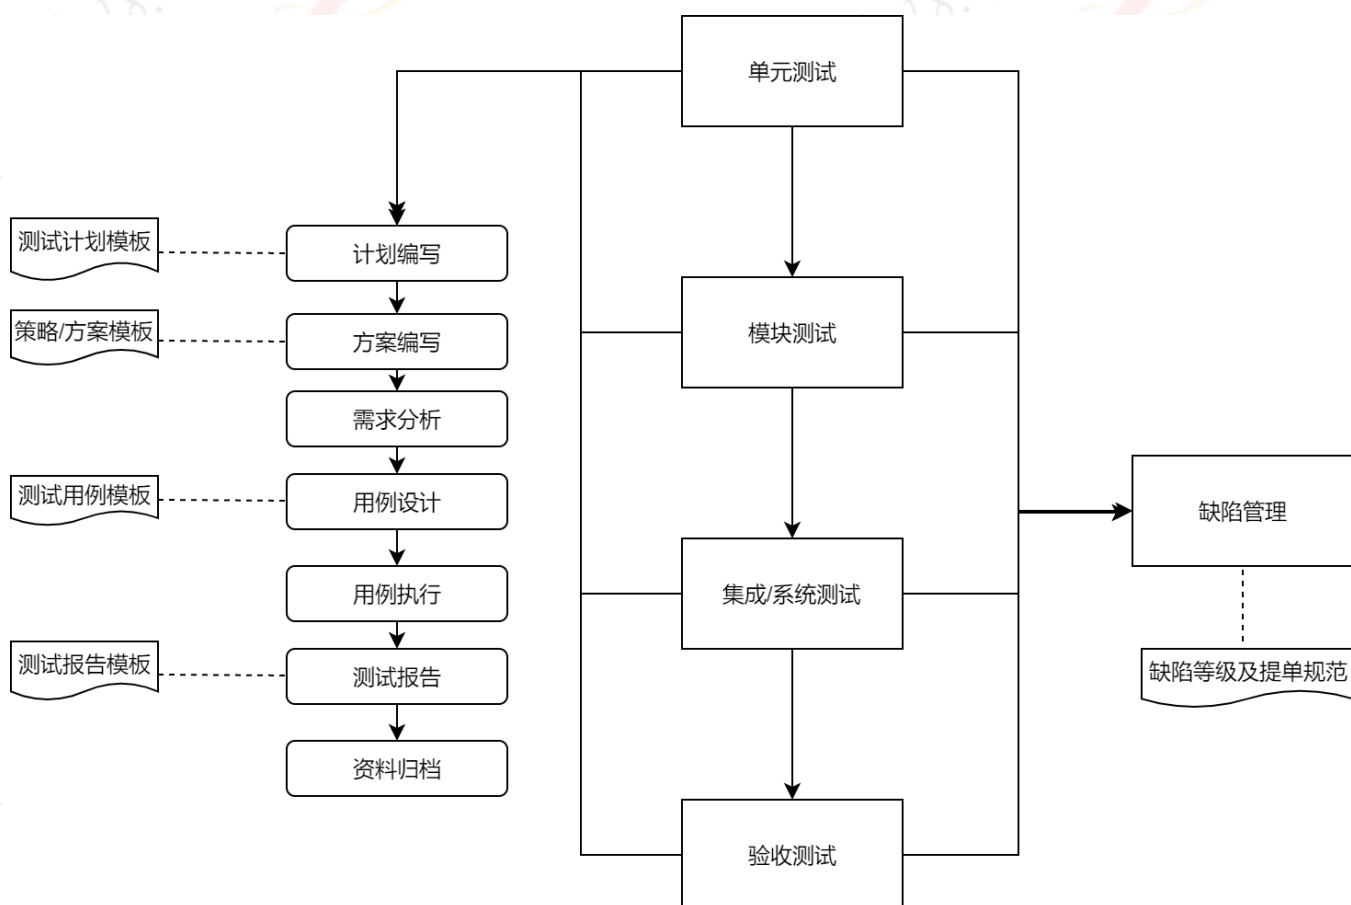 单元测试
测试计划模板
计划编写
模块测试
策略/方案模板
方案编写
需求分析
测试用例模板
用例设计
缺陷管理
用例执行
集成/系统测试
测试报告模板
测试报告
缺陷等级及提单规范
资料归档
验收测试